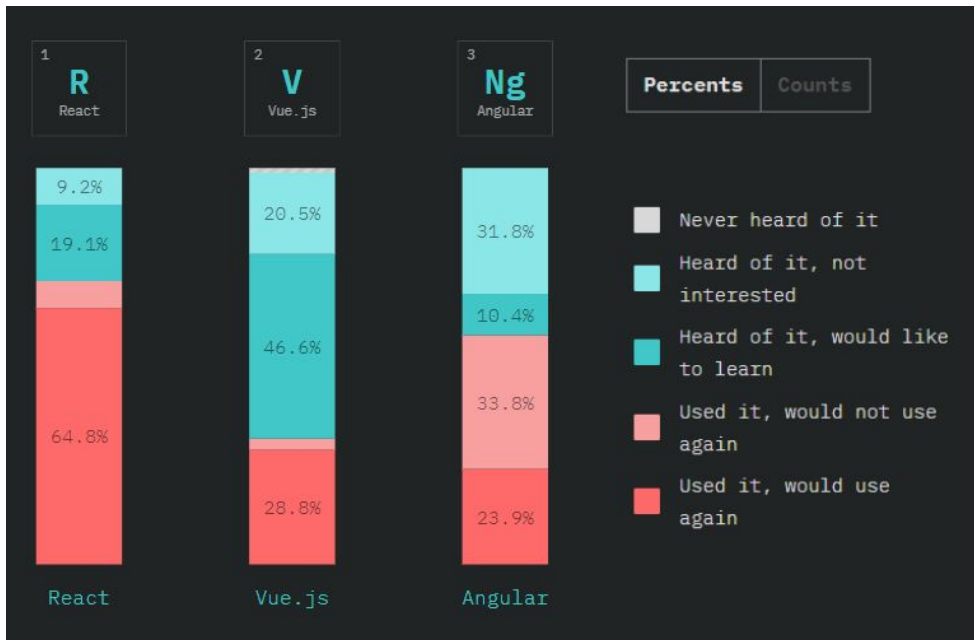 1
R
React
2
V
Vue.js
3
Ng
Angular
Percents Counts
9.2%
19.1%
64.8%
20.5%
46.6%
28.8%
31.8%
10.4%
33.8%
23.9%
React
Vue.js
Angular
Never heard of it
Heard of it, not
interested
Heard of it, would like
to learn
Used it, would not use
again
Used it, would use
again